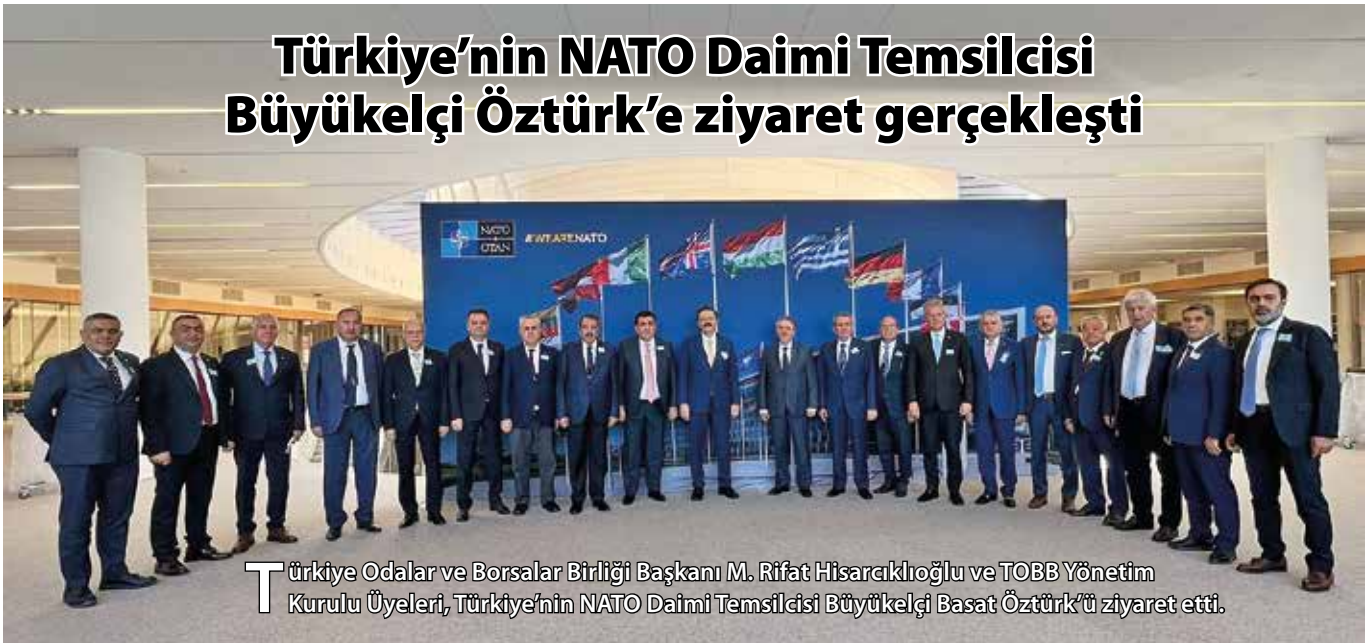 Türkiye’nin NATO Daimi Temsilcisi
Büyükelçi Öztürk’e ziyaret gerçekleşti
NATO
OTAN
#WEARENATO
Türkiye Odalar ve Borsalar Birliği Başkanı M. Rifat Hisarcıklıoğlu ve TOBB Yönetim
Kurulu Üyeleri, Türkiye’nin NATO Daimi Temsilcisi Büyükelçi Basat Öztürk’ü ziyaret etti.